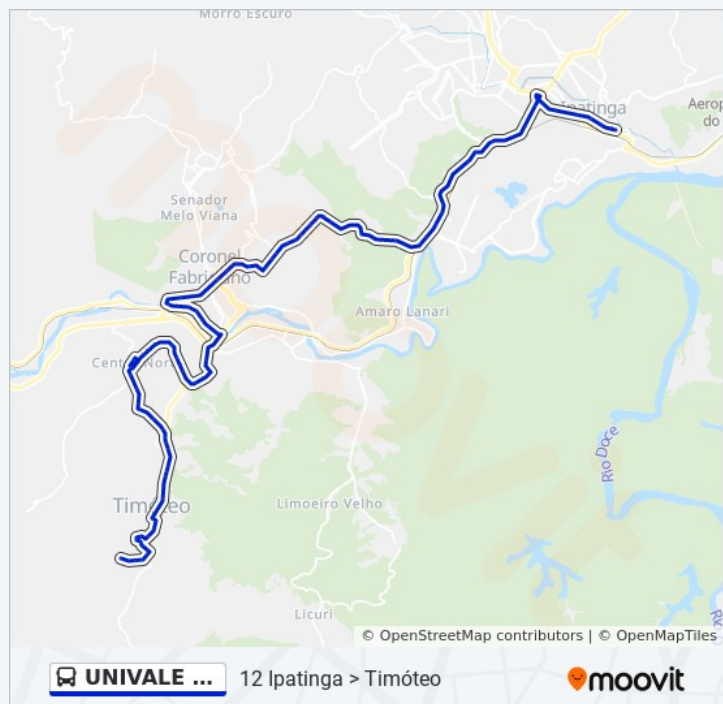 Morro Escuro
Ipatinga
Aerop
do
Senador
Melo Viana
Coronel
Fabriciano
Amaro Lanari
Centro Norte
Rio Doce
Timóteo
Limoeiro Velho
Licuri
© OpenStreetMap contributors | © OpenMapTiles
UNIVALE ...
12 Ipatinga > Timóteo
moovit